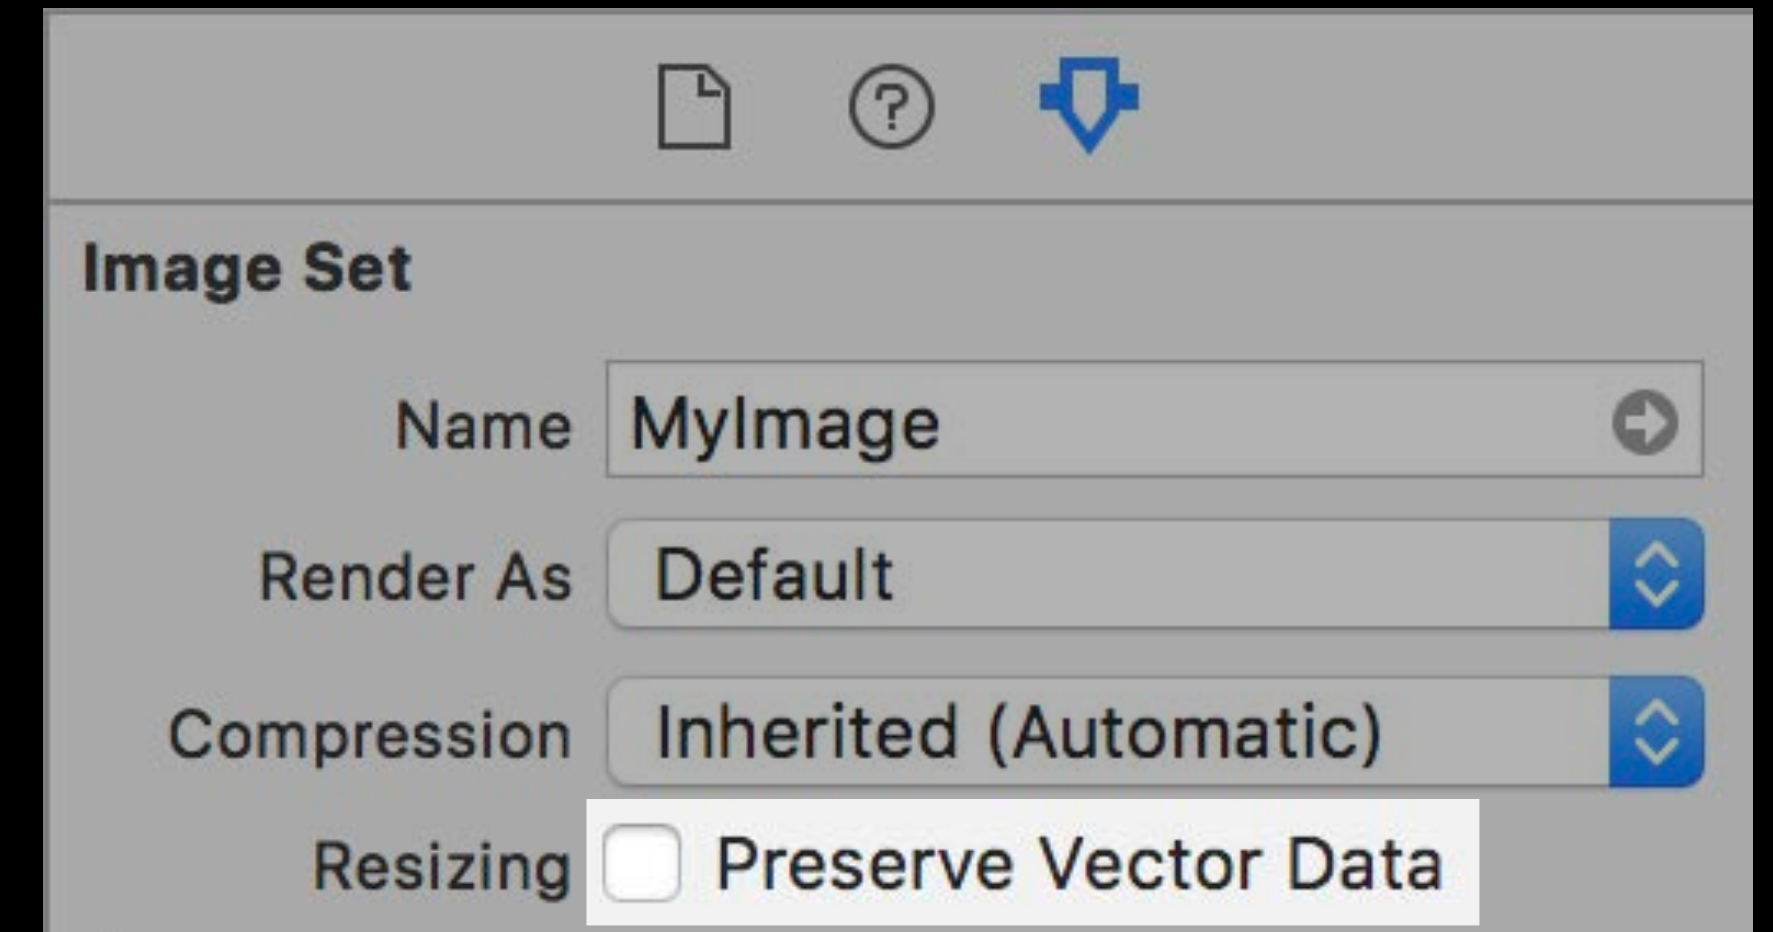 ?
Image Set
Name MyImage
Render As Default
Compression Inherited (Automatic)
Resizing Preserve Vector Data